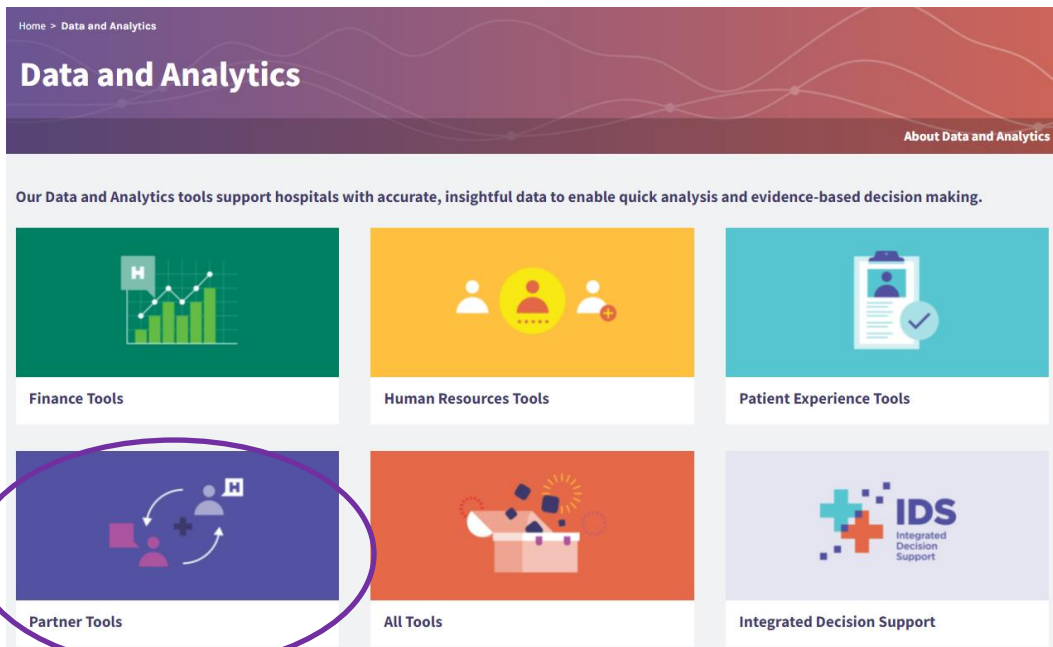 Home > Data and Analytics
Data and Analytics
About Data and Analytics
Our Data and Analytics tools support hospitals with accurate, insightful data to enable quick analysis and evidence-based decision making.
H
Finance Tools
Human Resources Tools
Patient Experience Tools
H
IDS
Integrated
Decision
Support
Partner Tools
All Tools
Integrated Decision Support